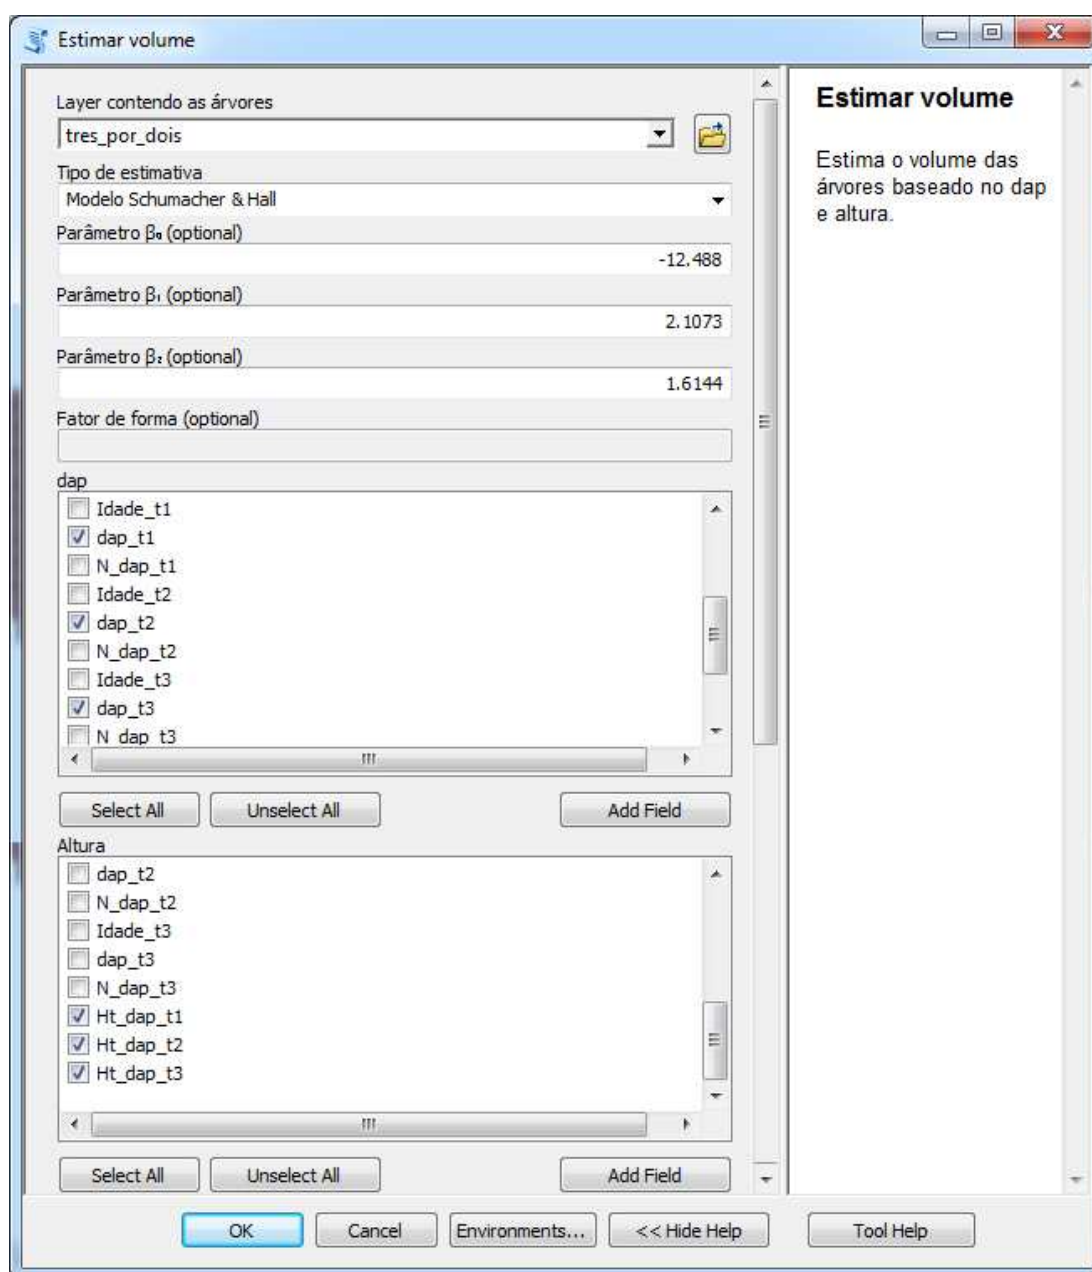 Estimar volume
Layer contendo as árvores
tres_por_dois
Tipo de estimativa
Modelo Schumacher & Hall
Parâmetro β₀ (optional)
-12.488
Parâmetro β₁ (optional)
2.1073
Parâmetro β₂ (optional)
1.6144
Fator de forma (optional)
dap
Idade_t1
dap_t1
N_dap_t1
Idade_t2
dap_t2
N_dap_t2
Idade_t3
dap_t3
N_dap_t3
Select All
Unselect All
Add Field
Altura
dap_t2
N_dap_t2
Idade_t3
dap_t3
N_dap_t3
Ht_dap_t1
Ht_dap_t2
Ht_dap_t3
Select All
Unselect All
Add Field
Estimar volume
Estima o volume das
árvores baseado no dap
e altura.
OK
Cancel
Environments...
<< Hide Help
Tool Help